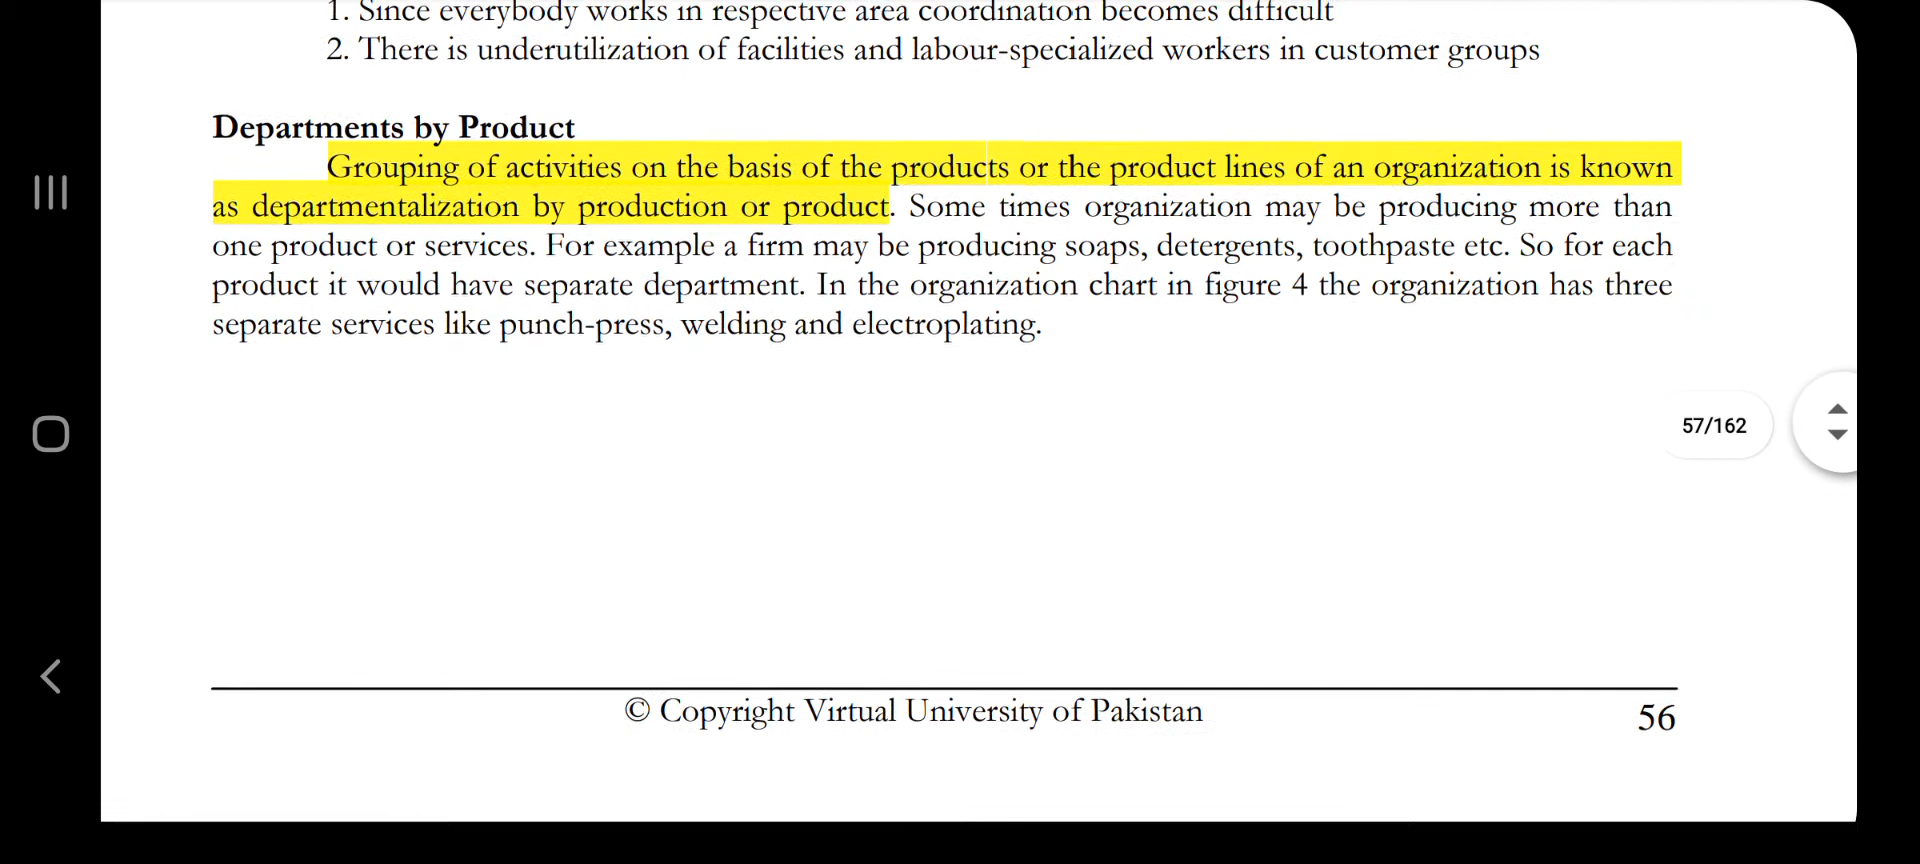 1. Since everybody works in respective area coordination becomes difficult
2. There is underutilization of facilities and labour-specialized workers in customer groups
Departments by Product
Grouping of activities on the basis of the products or the product lines of an organization is known
as departmentalization by production or product. Some times organization may be producing more than
one product or services. For example a firm may be producing soaps, detergents, toothpaste etc. So for each
product it would have separate department. In the organization chart in figure 4 the organization has three
separate services like punch-press, welding and electroplating.
57/162
© Copyright Virtual University of Pakistan
56